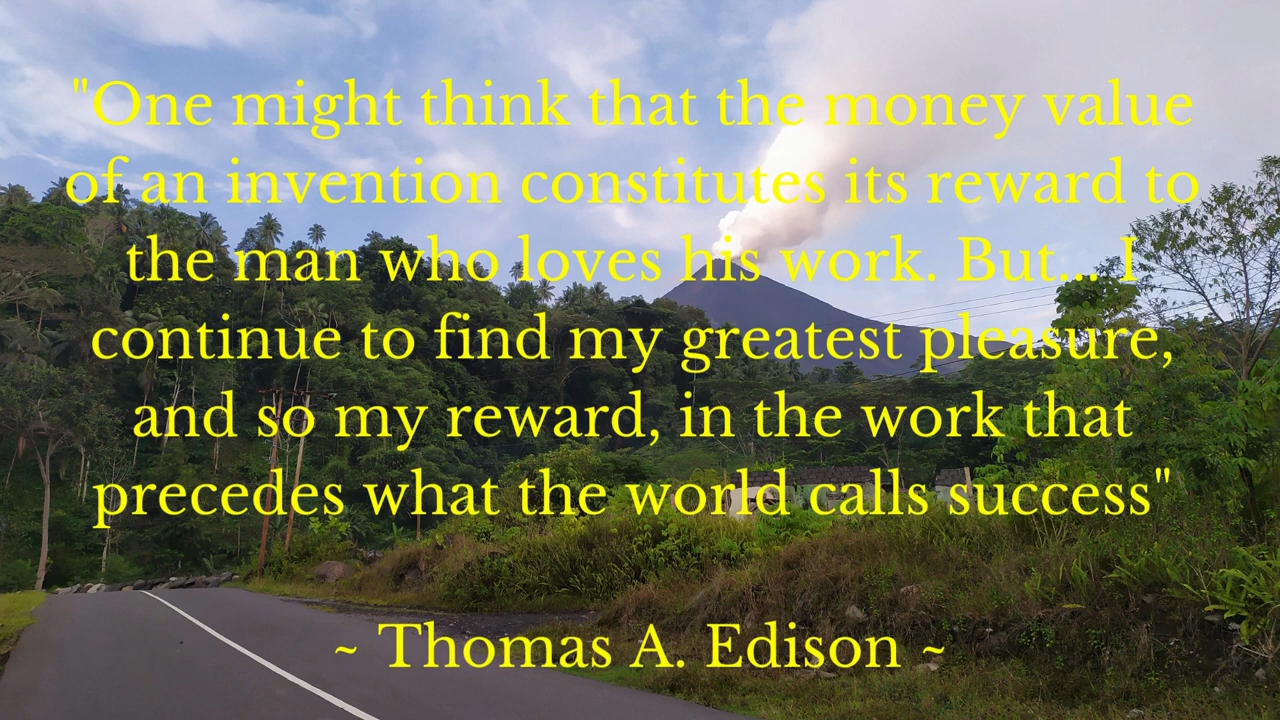 "One might think that the money value
of an invention constitutes its reward to
the man who loves his work. But... I
continue to find my greatest pleasure,
and so my reward, in the work that
precedes what the world calls success"
~ Thomas A. Edison ~